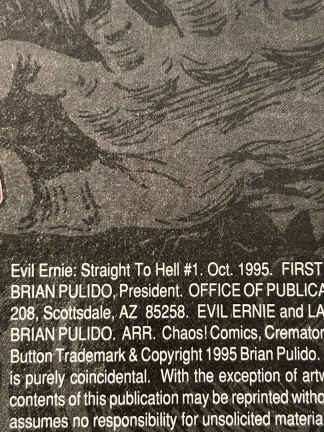 Evil Ernie: Straight To Hell #1. Oct. 1995. FIRST
BRIAN PULIDO, President. OFFICE OF PUBLICA
208, Scottsdale, AZ 85258. EVIL ERNIE and LA
BRIAN PULIDO. ARR. Chaos! Comics, Cremator
Button Trademark & Copyright 1995 Brian Pulido.
is purely coincidental. With the exception of artw
contents of this publication may be reprinted withou
assumes no responsibility for unsolicited materia